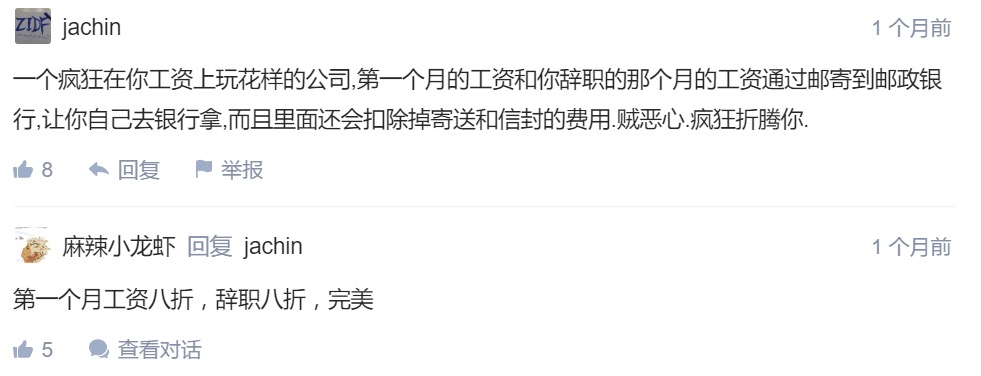 jachin
1 个月前
一个疯狂在你工资上玩花样的公司,第一个月的工资和你辞职的那个月的工资通过邮寄到邮政银
行,让你自己去银行拿,而且里面还会扣除掉寄送和信封的费用.贼恶心.疯狂折腾你.
8 回复 举报
麻辣小龙虾 回复 jachin
1 个月前
第一个月工资八折，辞职八折，完美
5 查看对话